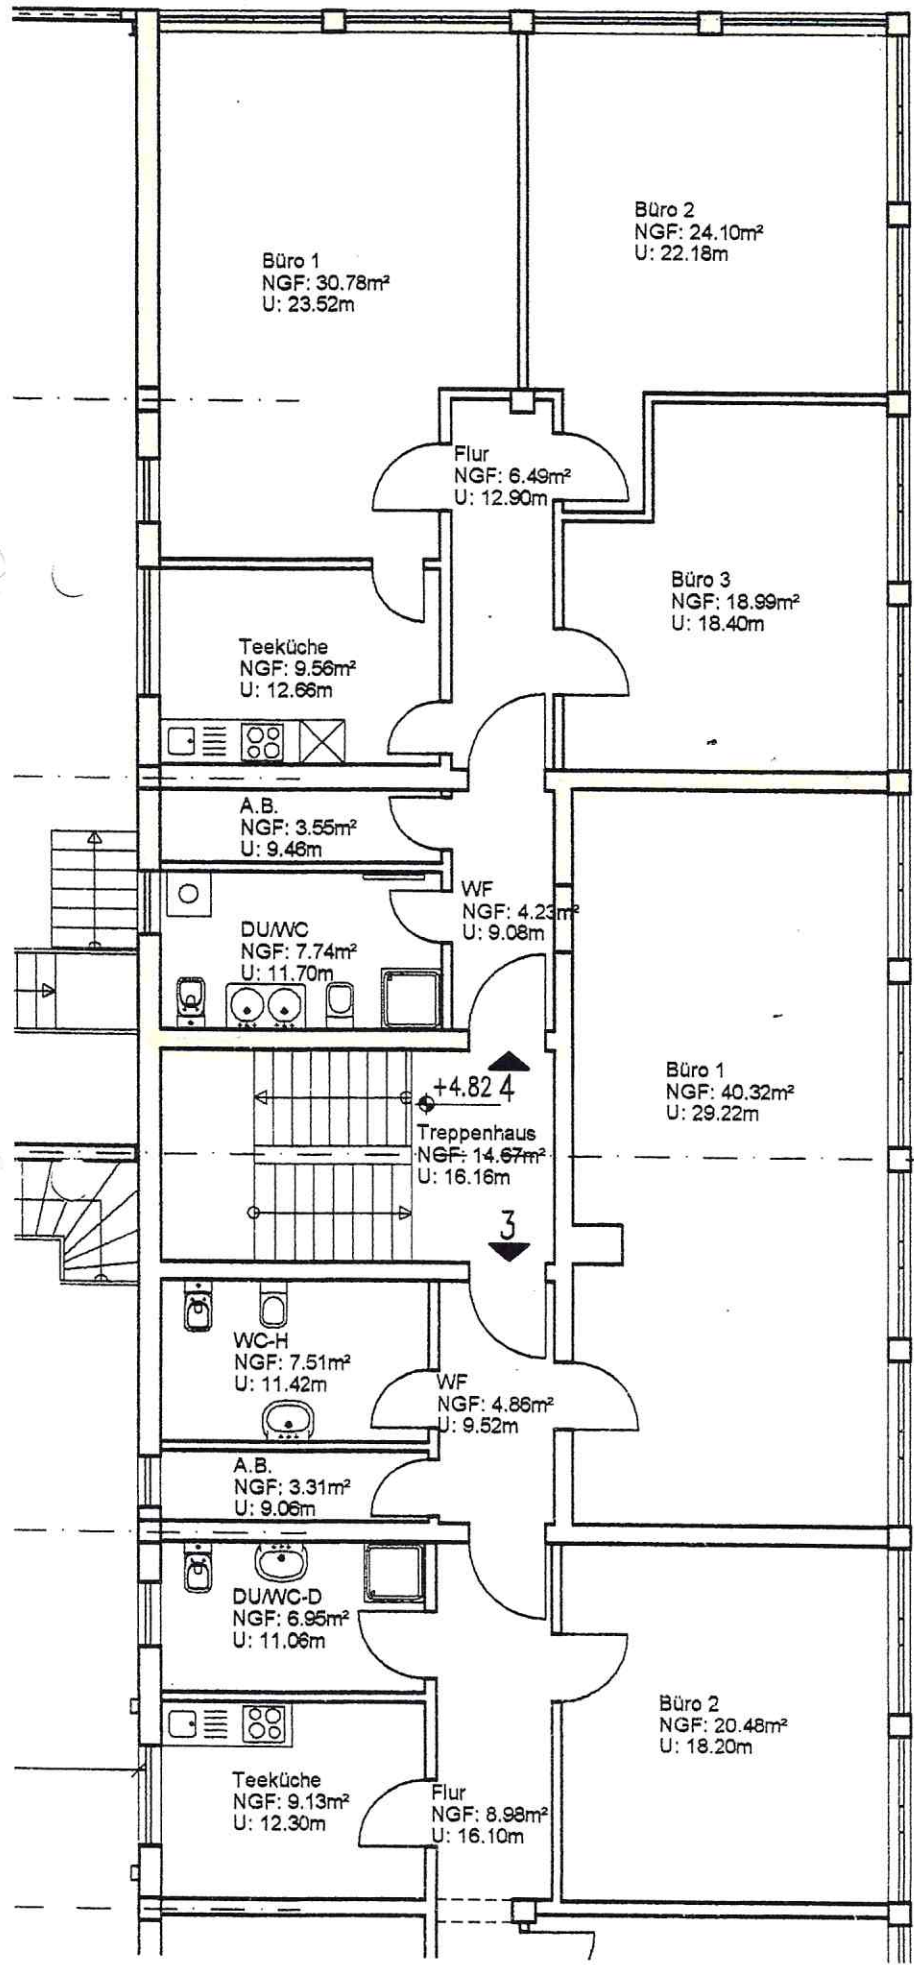 Büro 2
NGF: 24.10m²
U: 22.18m
Büro 1
NGF: 30.78m²
U: 23.52m
Flur
NGF: 6.49m²
U: 12.90m
Büro 3
NGF: 18.99m²
U: 18.40m
Teeküche
NGF: 9.56m²
U: 12.66m
A.B.
NGF: 3.55m²
U: 9.46m
WF
NGF: 4.23m²
U: 9.08m
DU/WC
NGF: 7.74m²
U: 11.70m
+4.82 4
Büro 1
NGF: 40.32m²
U: 29.22m
Treppenhaus
NGF: 14.67m²
U: 16.16m
3
WC-H
NGF: 7.51m²
U: 11.42m
WF
NGF: 4.86m²
U: 9.52m
A.B.
NGF: 3.31m²
U: 9.06m
DU/WC-D
NGF: 6.95m²
U: 11.06m
Büro 2
NGF: 20.48m²
U: 18.20m
Teeküche
NGF: 9.13m²
U: 12.30m
Flur
NGF: 8.98m²
U: 16.10m